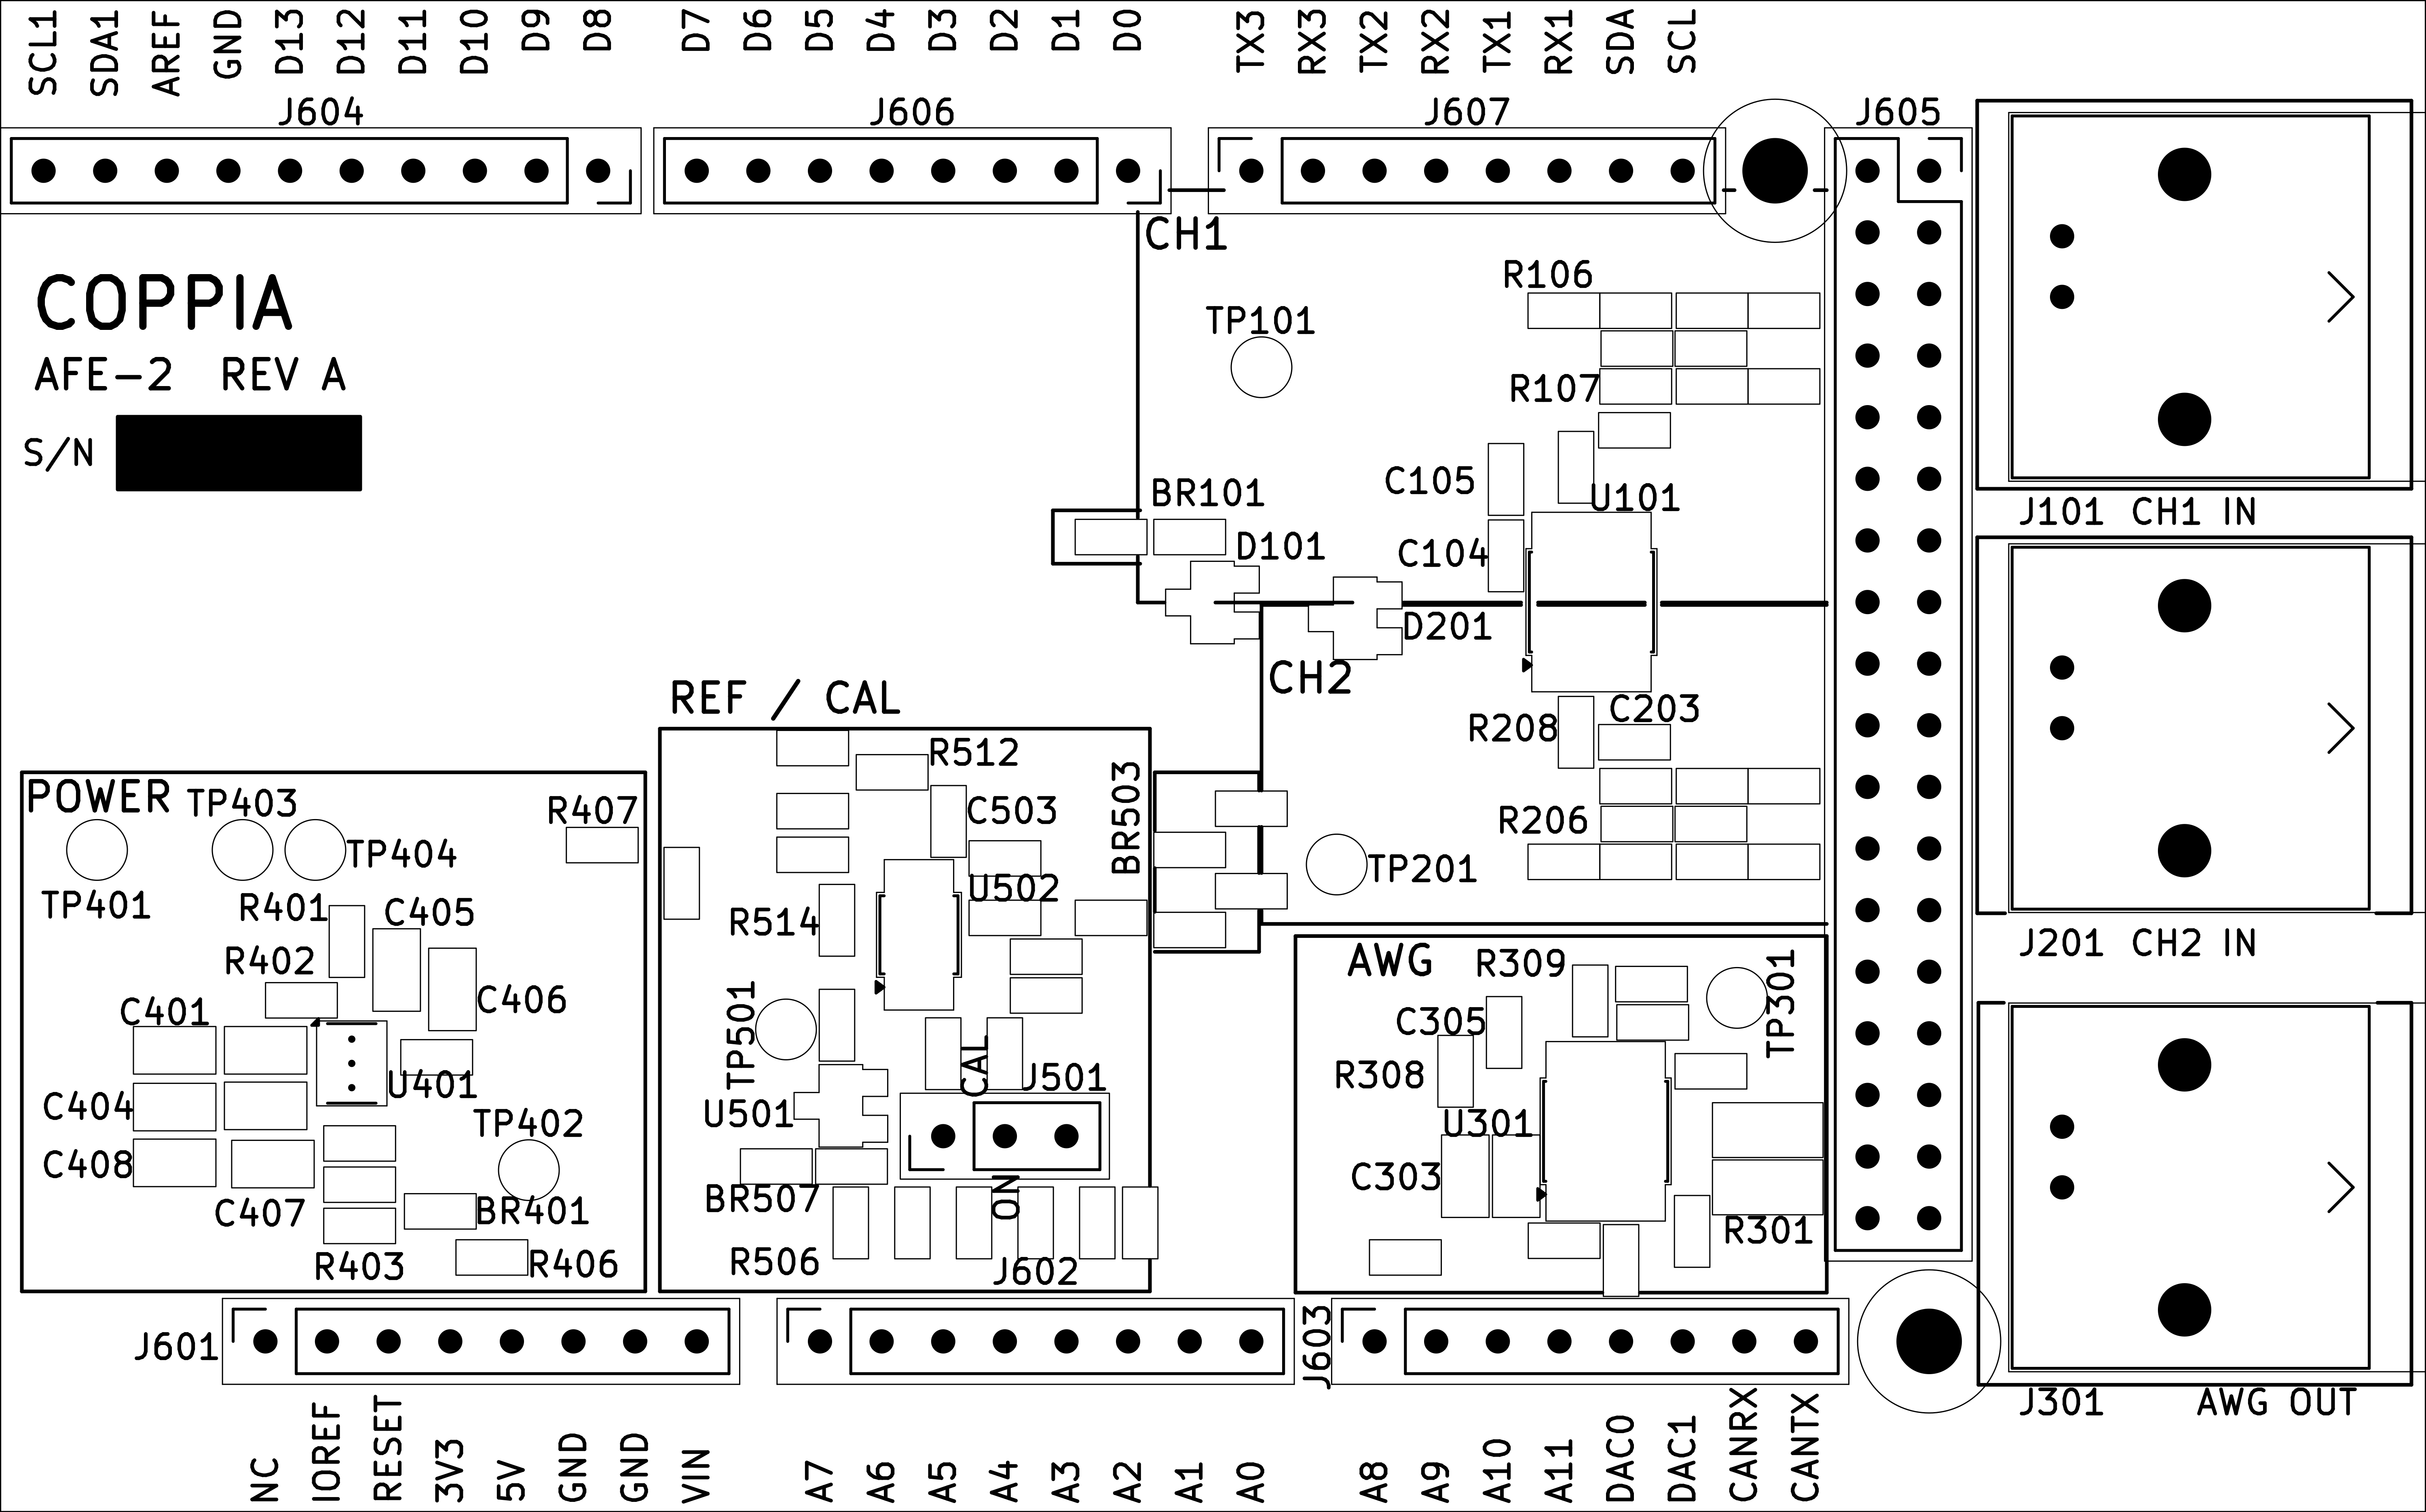 SCL1 SDA1 AREF GND D13 D12 D11 D10 D9 D8 D7 D6 D5 D4 D3 D2 D1 D0 TX3 RX3 TX2 RX2 TX1 RX1 SDA SCL
J604 J606 J607 J605
CH1
COPPIA
AFE-2 REV A
S/N
R106
TP101
R107
C105
BR101
U101
J101 CH1 IN
D101
C104
D201
CH2
REF / CAL
C203
R208
R512
POWER
TP403
R407
C503
BR503
R206
TP404
TP201
U502
TP401
R401
C405
R514
J201 CH2 IN
R402
AWG
R309
TP301
C406
C401
TP501
C305
CAL
J501
R308
U401
C404
TP402
U501
U301
C408
C303
BR507
ON
C407
BR401
R301
R403
R406
R506
J602
J601
J603
J301 AWG OUT
NC IOREF RESET 3V3 5V GND GND VIN A7 A6 A5 A4 A3 A2 A1 A0 A8 A9 A10 A11 DAC0 DAC1 CANRX CANTX